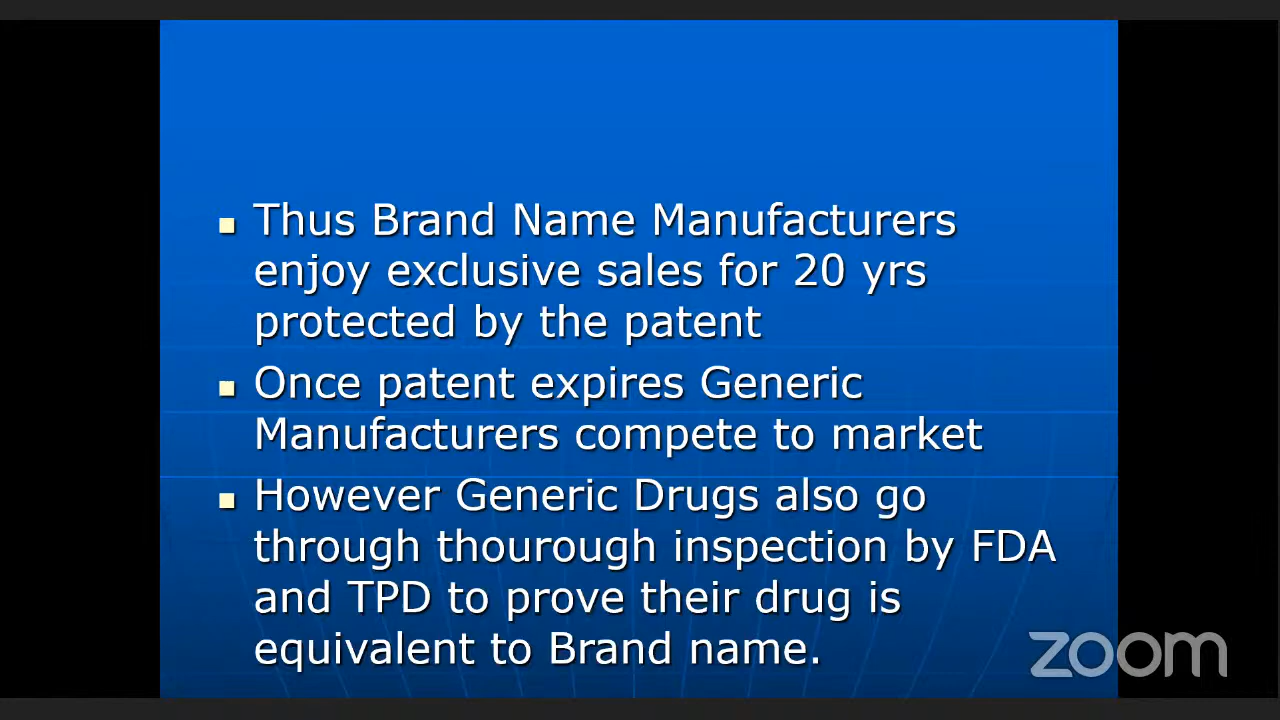 Thus Brand Name Manufacturers
enjoy exclusive sales for 20 yrs
protected by the patent
Once patent expires Generic
Manufacturers compete to market
However Generic Drugs also go
through thourough inspection by FDA
and TPD to prove their drug is
equivalent to Brand name.
zoom